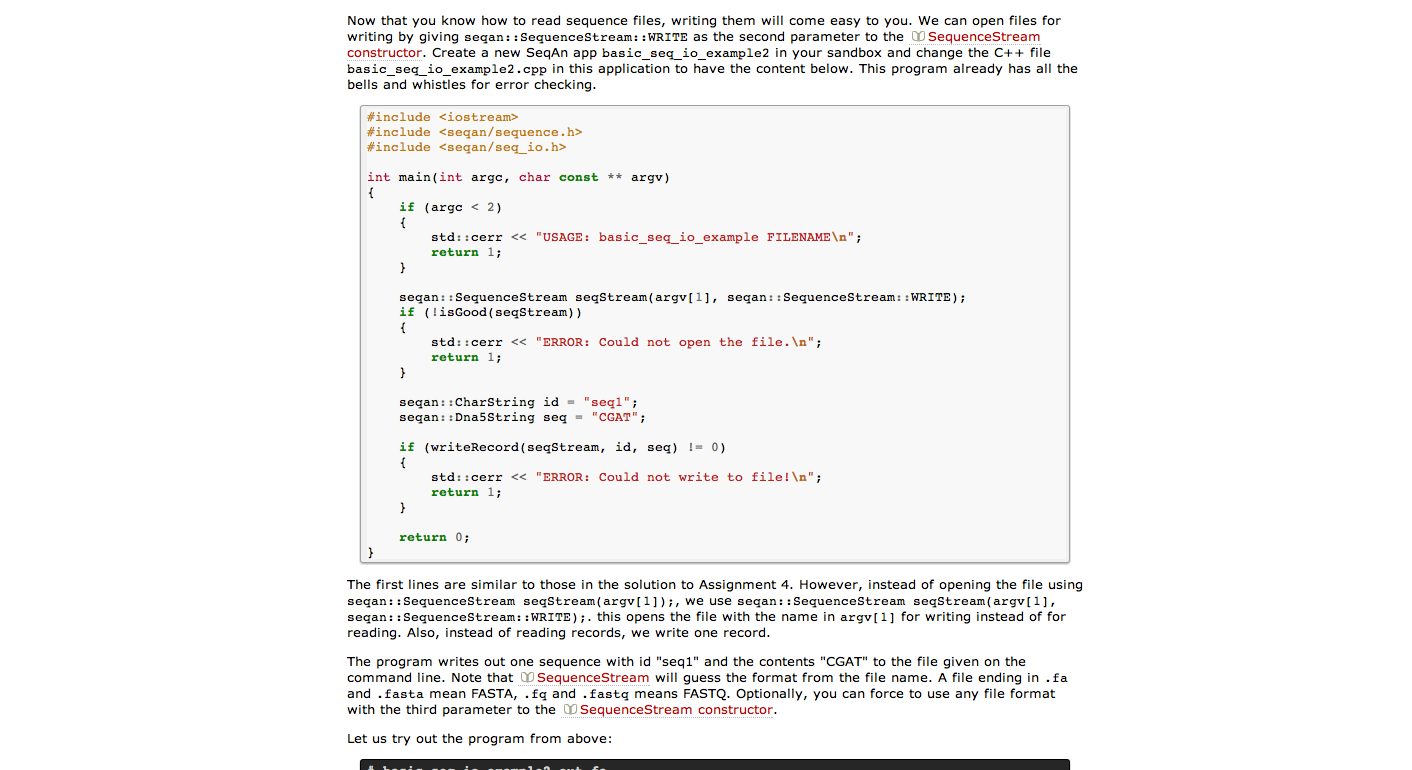 Now that you know how to read sequence files, writing them will come easy to you. We can open files for
writing by giving seqan::SequenceStream::WRITE as the second parameter to the SequenceStream
constructor. Create a new SeqAn app basic_seq_io_example2 in your sandbox and change the C++ file
basic_seq_io_example2.cpp in this application to have the content below. This program already has all the
bells and whistles for error checking.
#include <iostream>
#include <seqan/sequence.h>
#include <seqan/seq_io.h>
int main(int argc, char const ** argv)
{
if (argc < 2)
{
std::cerr << "USAGE: basic_seq_io_example FILENAME\n";
return 1;
}
seqan::SequenceStream seqStream(argv[1], seqan::SequenceStream::WRITE);
if (!isGood(seqStream))
{
std::cerr << "ERROR: Could not open the file.\n";
return 1;
}
seqan::CharString id = "seq1";
seqan::Dna5String seq = "CGAT";
if (writeRecord(seqStream, id, seq) != 0)
{
std::cerr << "ERROR: Could not write to file!\n";
return 1;
}
return 0;
}
The first lines are similar to those in the solution to Assignment 4. However, instead of opening the file using
seqan::SequenceStream seqStream(argv[1]);, we use seqan::SequenceStream seqStream(argv[1],
seqan::SequenceStream::WRITE);. this opens the file with the name in argv[1] for writing instead of for
reading. Also, instead of reading records, we write one record.
The program writes out one sequence with id "seq1" and the contents "CGAT" to the file given on the
command line. Note that SequenceStream will guess the format from the file name. A file ending in .fa
and .fasta mean FASTA, .fq and .fastq means FASTQ. Optionally, you can force to use any file format
with the third parameter to the SequenceStream constructor.
Let us try out the program from above: